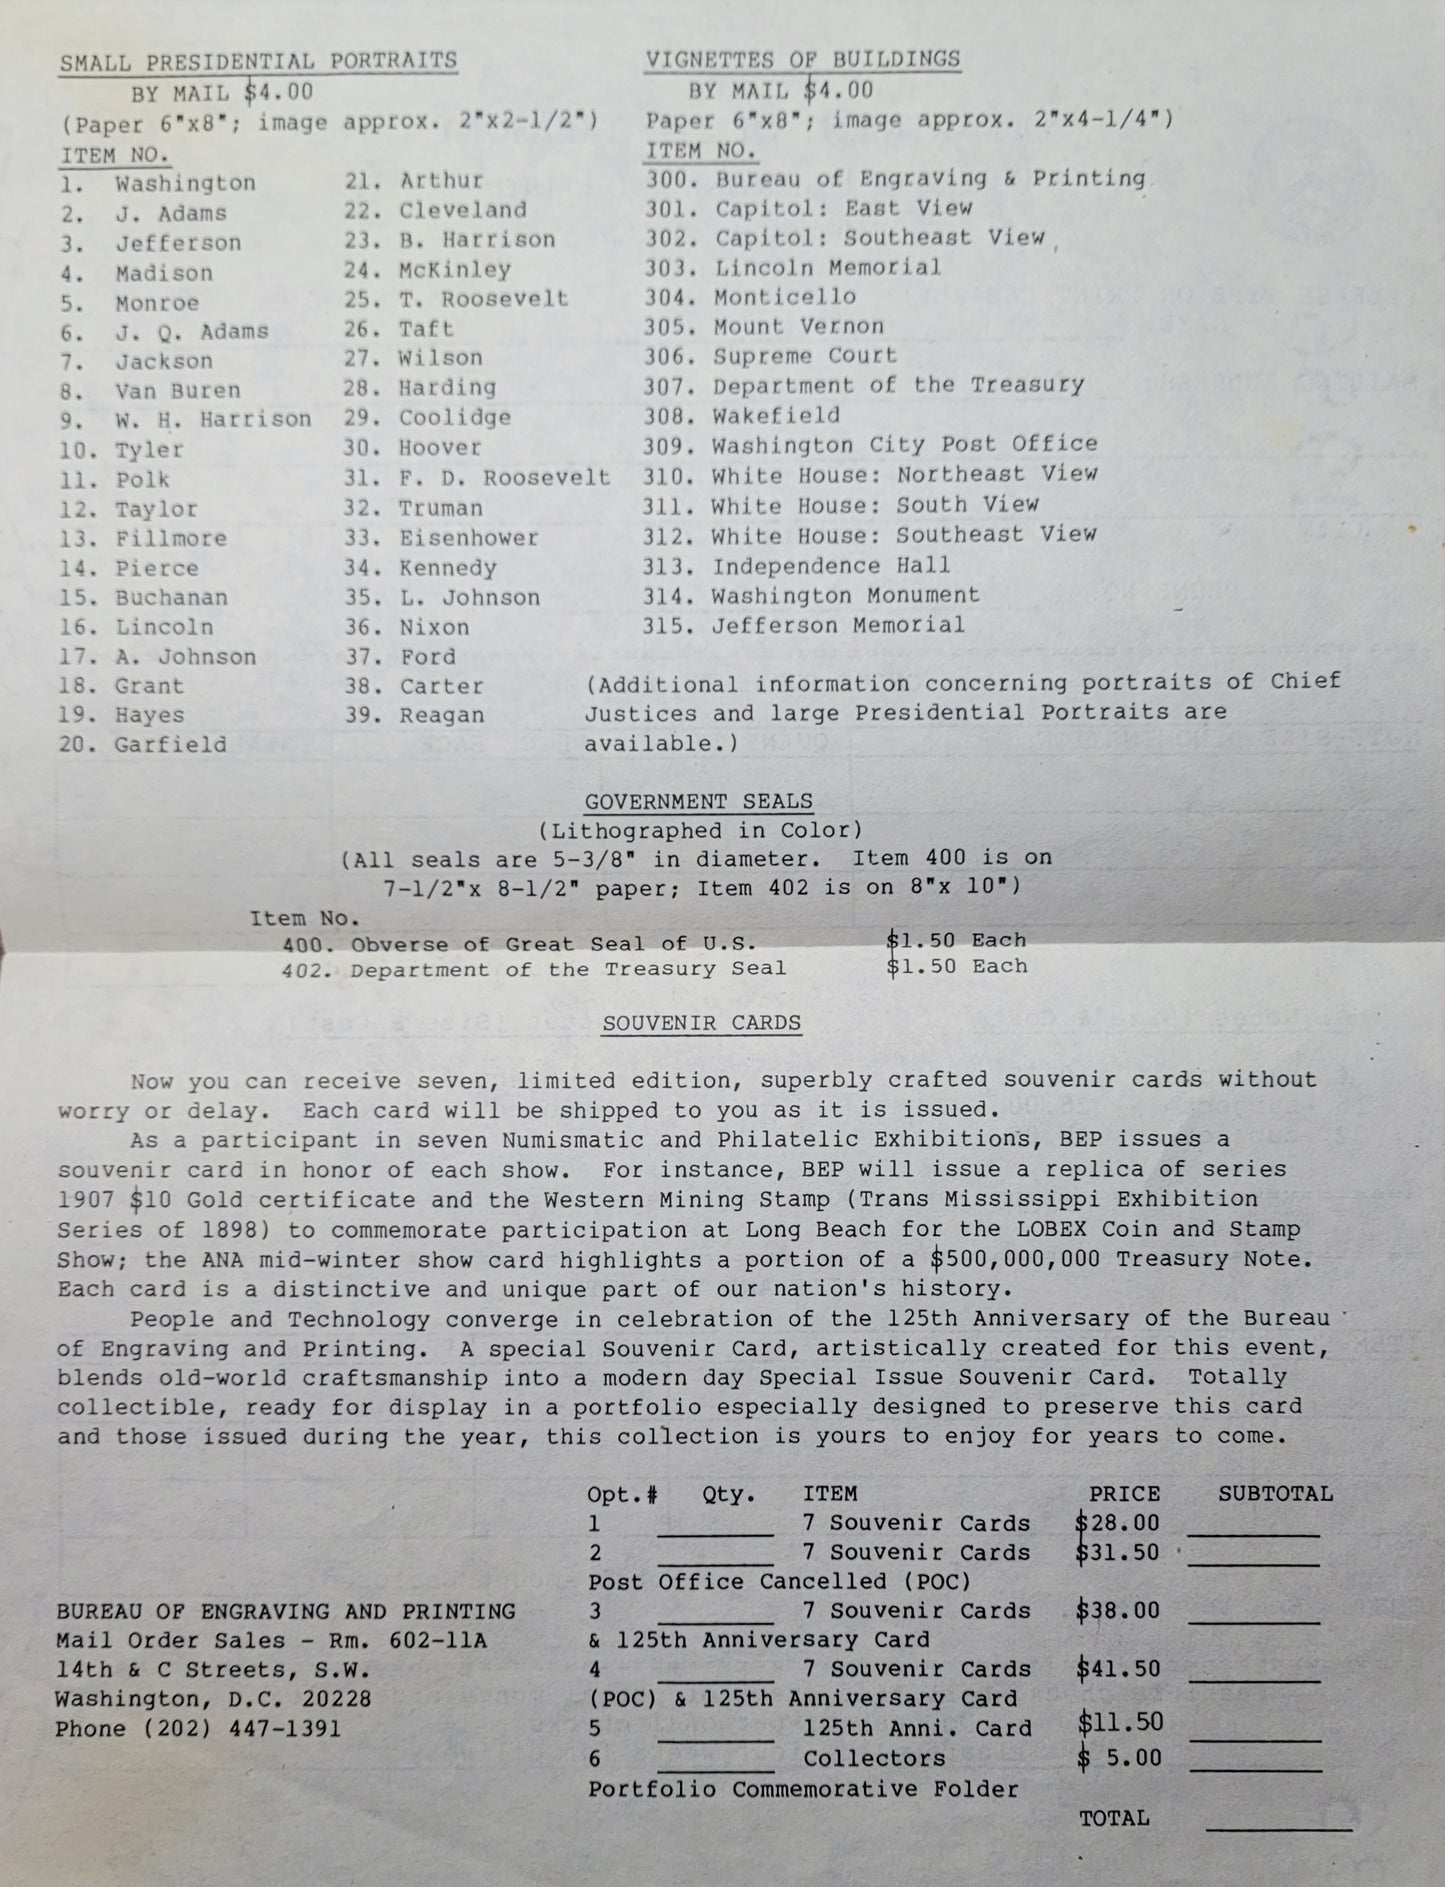 SMALL PRESIDENTIAL PORTRAITS
BY MAIL $4.00
(Paper 6"x8"; image approx. 2"x2-1/2")
ITEM NO.
1. Washington
2. J. Adams
3. Jefferson
4. Madison
5. Monroe
6. J. Q. Adams
7. Jackson
8. Van Buren
9. W. H. Harrison
10. Tyler
11. Polk
12. Taylor
13. Fillmore
14. Pierce
15. Buchanan
16. Lincoln
17. A. Johnson
18. Grant
19. Hayes
20. Garfield
21. Arthur
22. Cleveland
23. B. Harrison
24. McKinley
25. T. Roosevelt
26. Taft
27. Wilson
28. Harding
29. Coolidge
30. Hoover
31. F. D. Roosevelt
32. Truman
33. Eisenhower
34. Kennedy
35. L. Johnson
36. Nixon
37. Ford
38. Carter
39. Reagan
VIGNETTES OF BUILDINGS
BY MAIL $4.00
Paper 6"x8"; image approx. 2"x4-1/4")
ITEM NO.
300. Bureau of Engraving & Printing
301. Capitol: East View
302. Capitol: Southeast View
303. Lincoln Memorial
304. Monticello
305. Mount Vernon
306. Supreme Court
307. Department of the Treasury
308. Wakefield
309. Washington City Post Office
310. White House: Northeast View
311. White House: South View
312. White House: Southeast View
313. Independence Hall
314. Washington Monument
315. Jefferson Memorial
(Additional information concerning portraits of Chief
Justices and large Presidential Portraits are
available.)
GOVERNMENT SEALS
(Lithographed in Color)
(All seals are 5-3/8" in diameter. Item 400 is on
7-1/2"x 8-1/2" paper; Item 402 is on 8"x 10")
Item No.
400. Obverse of Great Seal of U.S. $1.50 Each
402. Department of the Treasury Seal $1.50 Each
SOUVENIR CARDS
Now you can receive seven, limited edition, superbly crafted souvenir cards without
worry or delay. Each card will be shipped to you as it is issued.
As a participant in seven Numismatic and Philatelic Exhibitions, BEP issues a
souvenir card in honor of each show. For instance, BEP will issue a replica of series
1907 $10 Gold certificate and the Western Mining Stamp (Trans Mississippi Exhibition
Series of 1898) to commemorate participation at Long Beach for the LOBEX Coin and Stamp
Show; the ANA mid-winter show card highlights a portion of a $500,000,000 Treasury Note.
Each card is a distinctive and unique part of our nation's history.
People and Technology converge in celebration of the 125th Anniversary of the Bureau
of Engraving and Printing. A special Souvenir Card, artistically created for this event,
blends old-world craftsmanship into a modern day Special Issue Souvenir Card. Totally
collectible, ready for display in a portfolio especially designed to preserve this card
and those issued during the year, this collection is yours to enjoy for years to come.
BUREAU OF ENGRAVING AND PRINTING
Mail Order Sales - Rm. 602-11A
14th & C Streets, S.W.
Washington, D.C. 20228
Phone (202) 447-1391
Opt.# Qty. ITEM PRICE SUBTOTAL
1 7 Souvenir Cards $28.00
2 7 Souvenir Cards $31.50
Post Office Cancelled (POC)
3 7 Souvenir Cards $38.00
& 125th Anniversary Card
4 7 Souvenir Cards $41.50
(POC) & 125th Anniversary Card
5 125th Anni. Card $11.50
6 Collectors $ 5.00
Portfolio Commemorative Folder
TOTAL